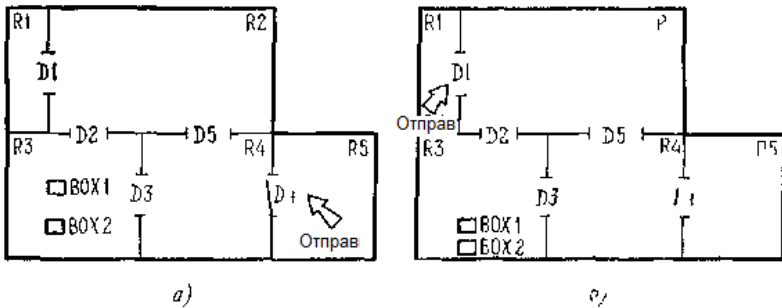 R1 R2
D1
R3 D2 D5 R4 R5
BOX1 D3
BOX2
Отправ
а)
R1
D1
Отправ
R3 D2 D5 R4
D3
BOX1
BOX2